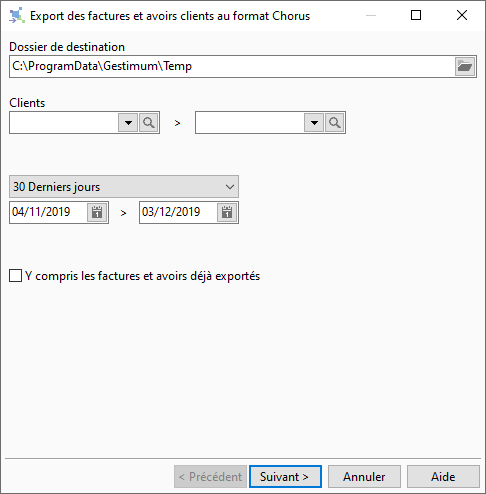 Export des factures et avoirs clients au format Chorus
Dossier de destination
C:\ProgramData\Gestimum\Temp
Clients
>
30 Derniers jours
04/11/2019 > 03/12/2019
Y compris les factures et avoirs déjà exportés
< Précédent Suivant > Annuler Aide